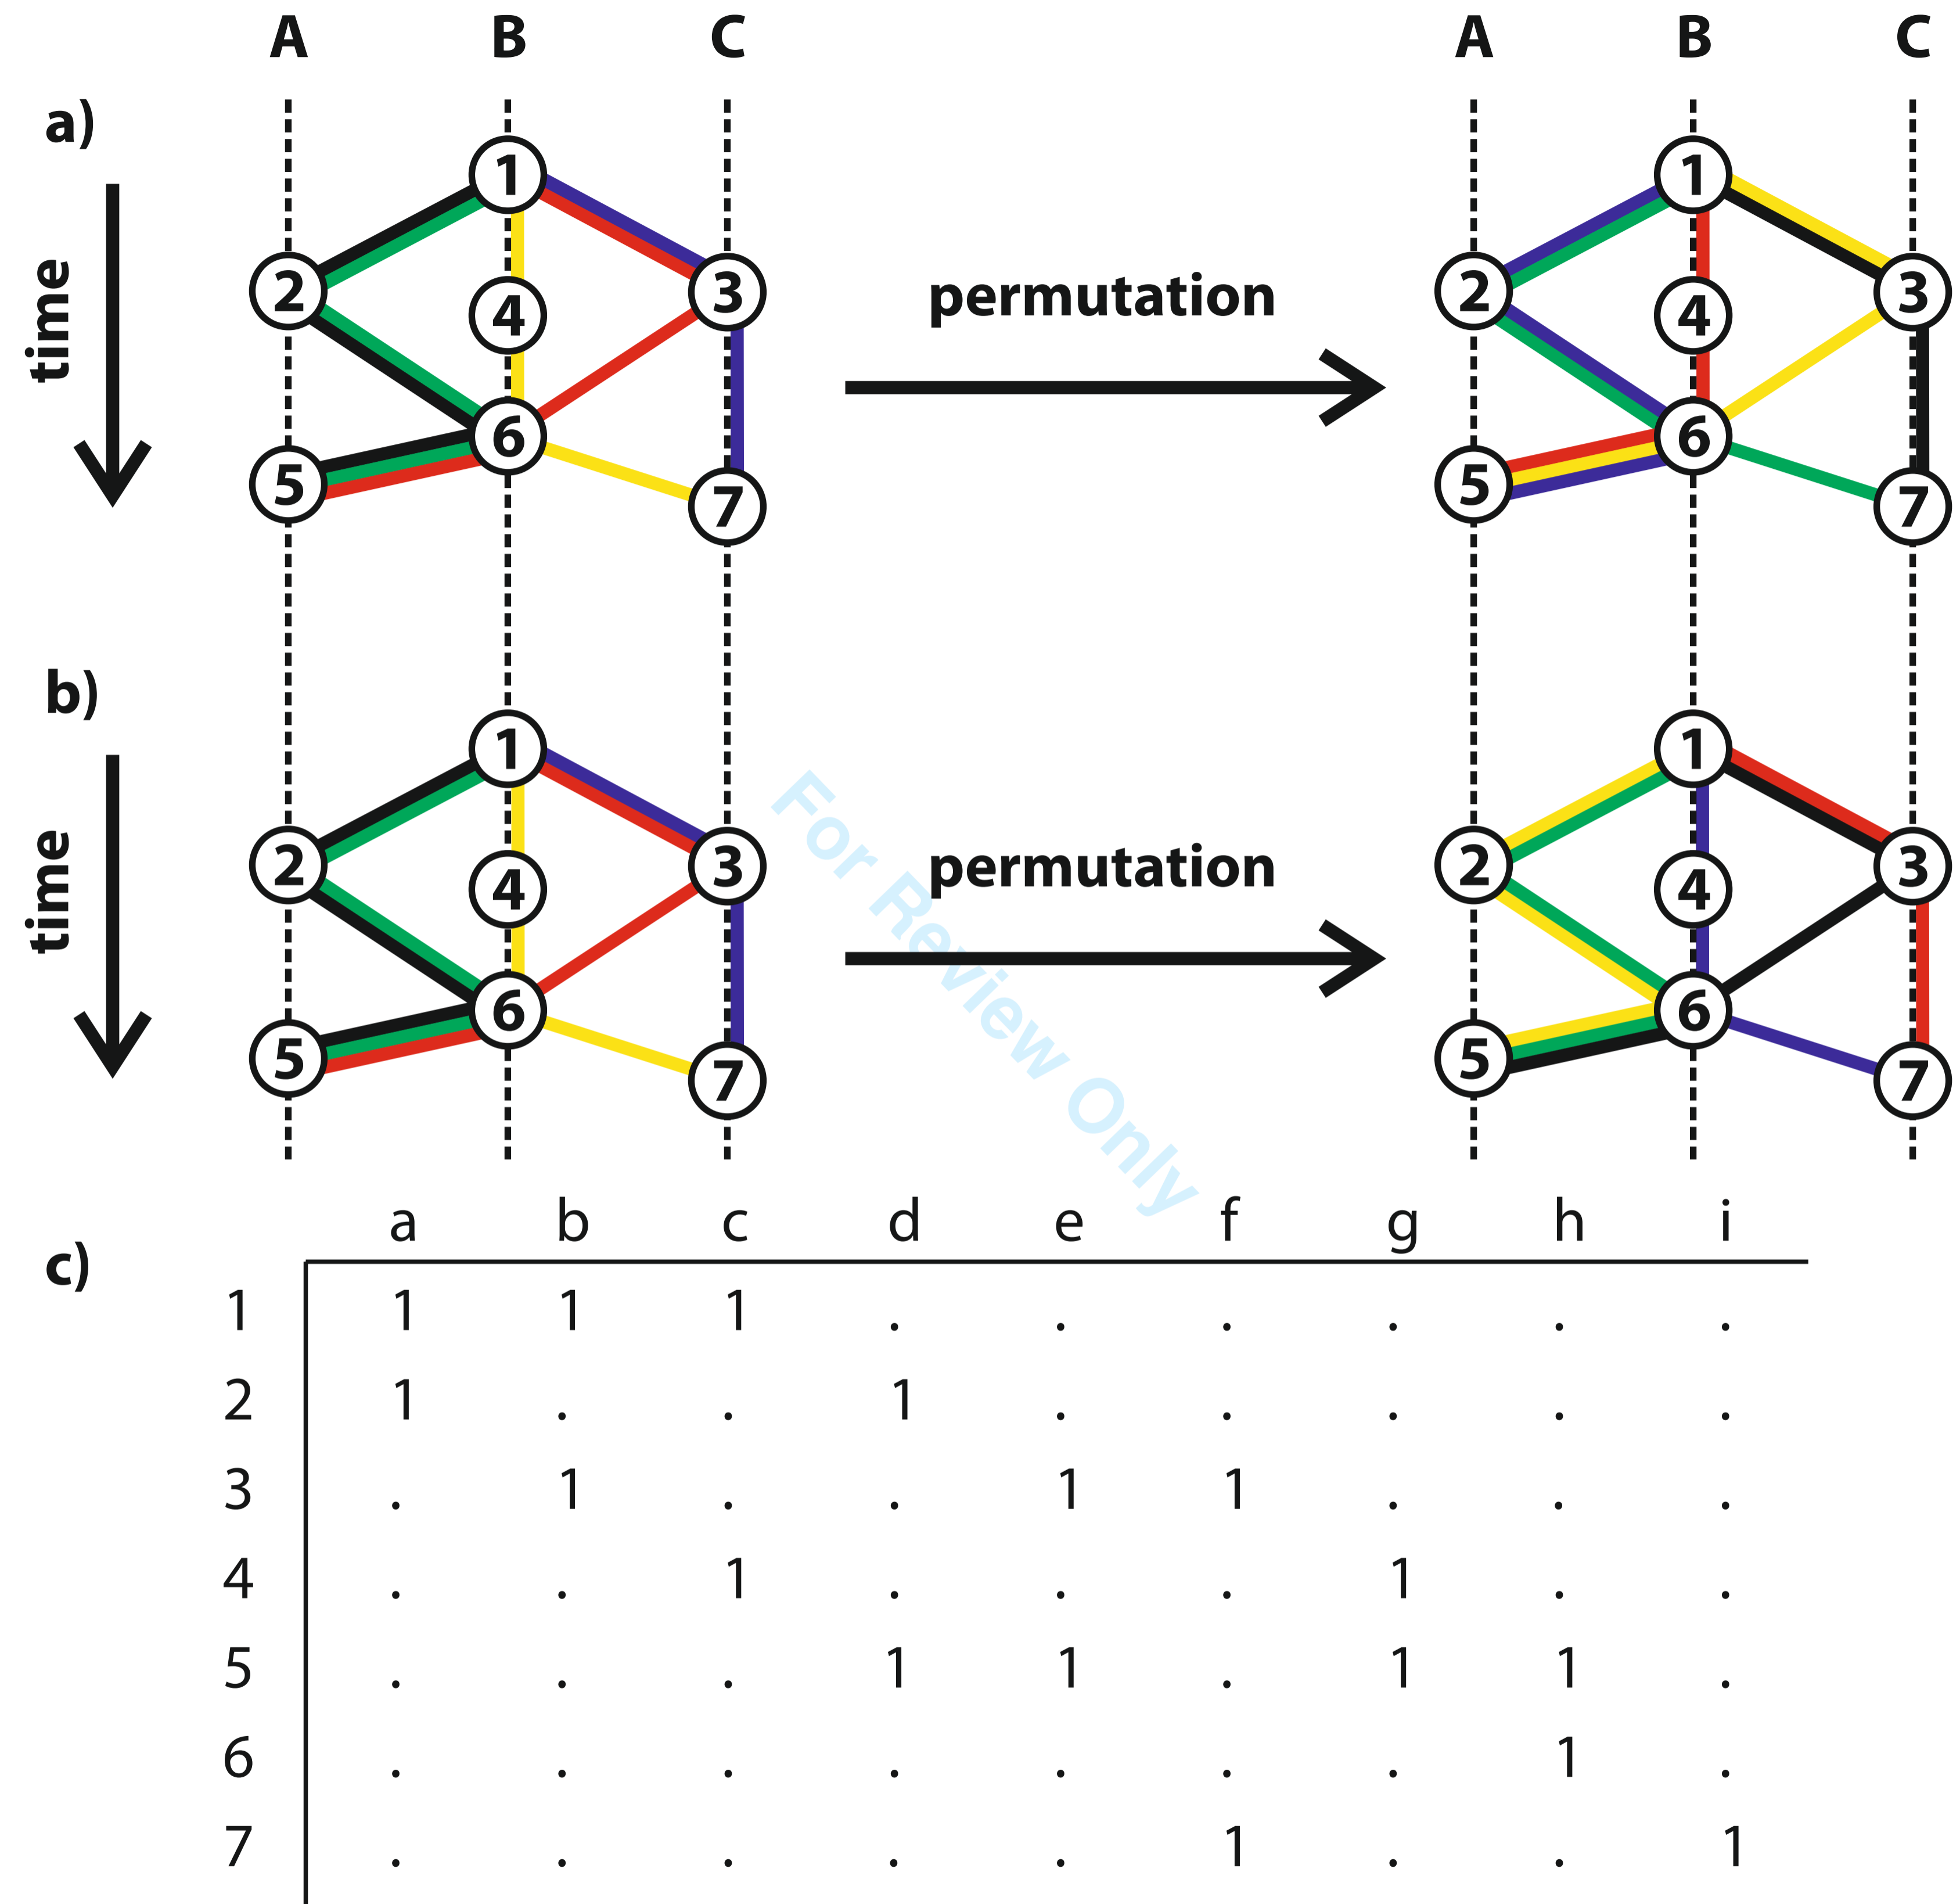 A B C A B C
a)
1 1
2 3 2 3
time
4 permutation 4
6 6
5 7 5 7
b)
1 1
2 3 2 3
time
4 permutation 4
6 6
5 7 5 7
For Review Only
c)
a b c d e f g h i
1 1 1 1 . . . . . .
2 1 . . 1 . . . . .
3 . 1 . . 1 1 . . .
4 . . 1 . . . 1 . .
5 . . . 1 1 . 1 1 .
6 . . . . . . . 1 .
7 . . . . . 1 . . 1